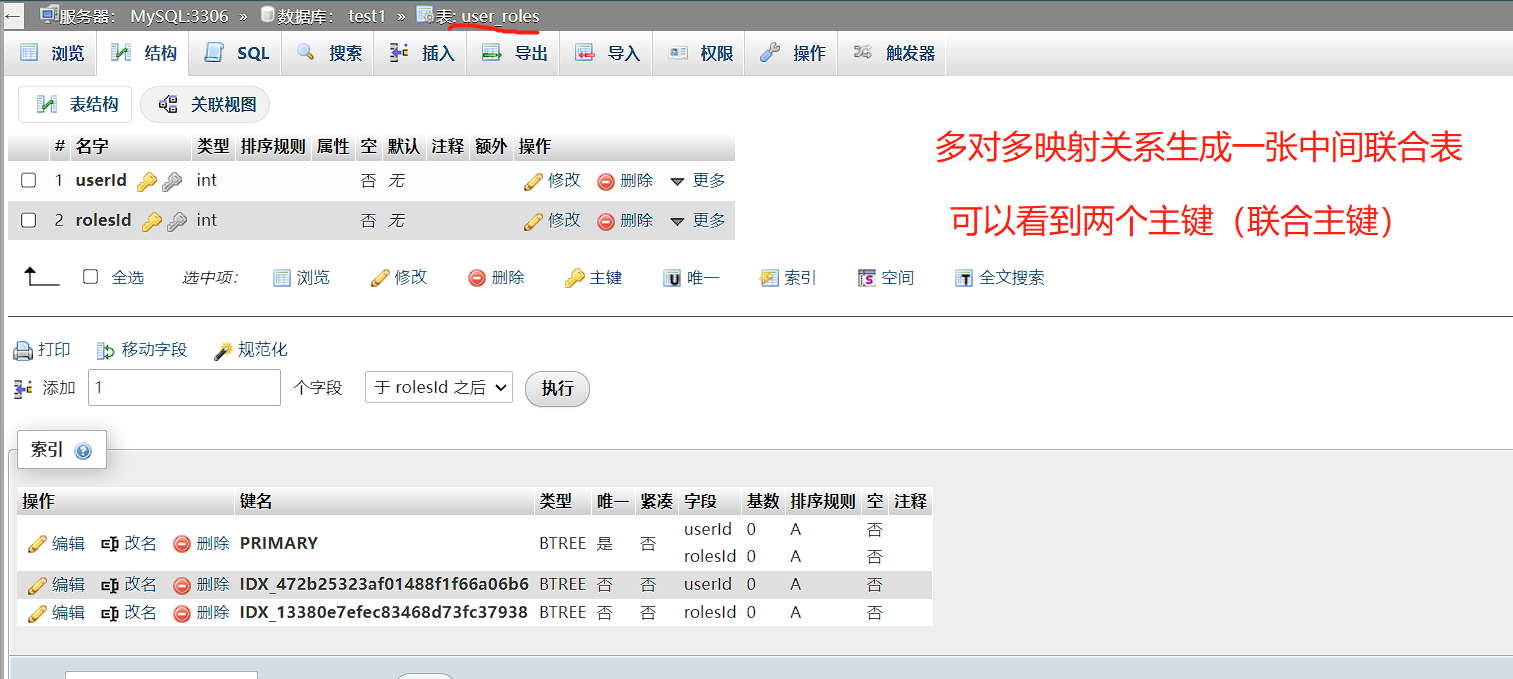 服务器： MySQL:3306 » 数据库： test1 » 表: user_roles
浏览 结构 SQL 搜索 插入 导出 导入 权限 操作 触发器
表结构 关联视图
# 名字 类型 排序规则 属性 空 默认 注释 额外 操作
1 userId int 否 无 修改 删除 更多
2 rolesId int 否 无 修改 删除 更多
多对多映射关系生成一张中间联合表
可以看到两个主键（联合主键）
全选 选中项： 浏览 修改 删除 主键 唯一 索引 空间 全文搜索
打印 移动字段 规范化
添加 1 个字段 于 rolesId 之后 执行
索引
操作 键名 类型 唯一 紧凑 字段 基数 排序规则 空 注释
编辑 改名 删除 PRIMARY BTREE 是 否 userId 0 A 否
rolesId 0 A 否
编辑 改名 删除 IDX_472b25323af01488f1f66a06b6 BTREE 否 否 userId 0 A 否
编辑 改名 删除 IDX_13380e7efec83468d73fc37938 BTREE 否 否 rolesId 0 A 否